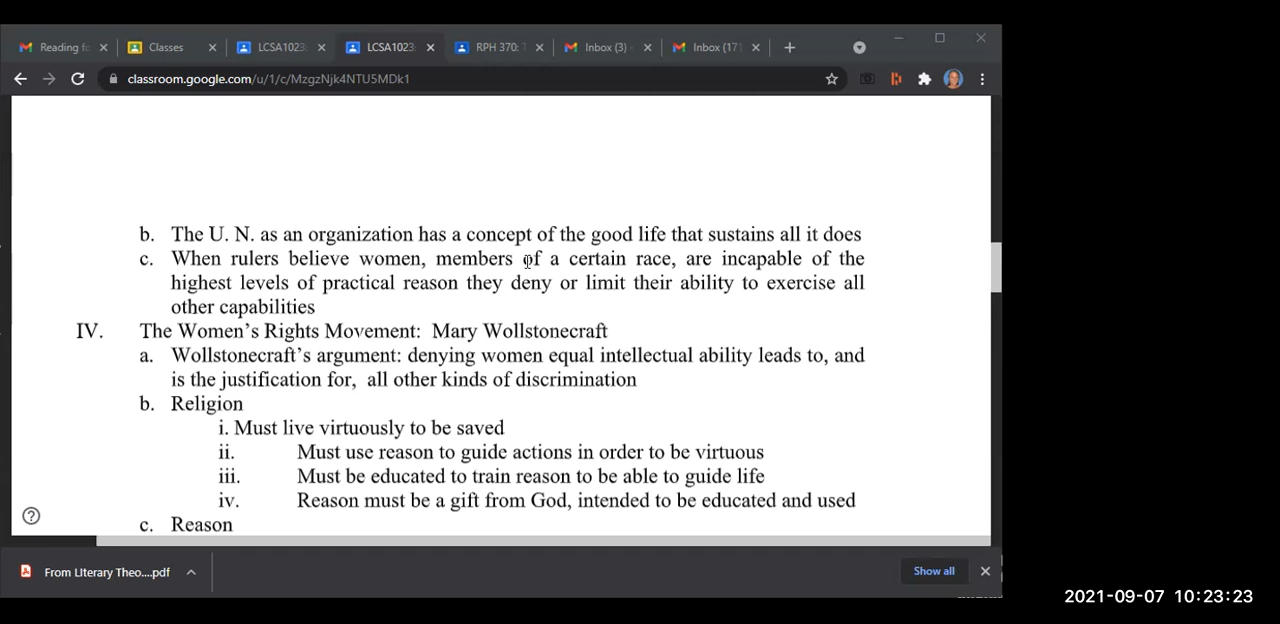 Reading fo
Classes
LCSA1023:
LCSA1023:
RPH 370: T
Inbox (3) -
Inbox (171
classroom.google.com/u/1/c/MzgzNjk4NTU5MDk1
b. The U. N. as an organization has a concept of the good life that sustains all it does
c. When rulers believe women, members of a certain race, are incapable of the
highest levels of practical reason they deny or limit their ability to exercise all
other capabilities
IV. The Women's Rights Movement: Mary Wollstonecraft
a. Wollstonecraft's argument: denying women equal intellectual ability leads to, and
is the justification for, all other kinds of discrimination
b. Religion
i. Must live virtuously to be saved
ii. Must use reason to guide actions in order to be virtuous
iii. Must be educated to train reason to be able to guide life
iv. Reason must be a gift from God, intended to be educated and used
c. Reason
From LIterary Theo....pdf
Show all
2021-09-07 10:23:23